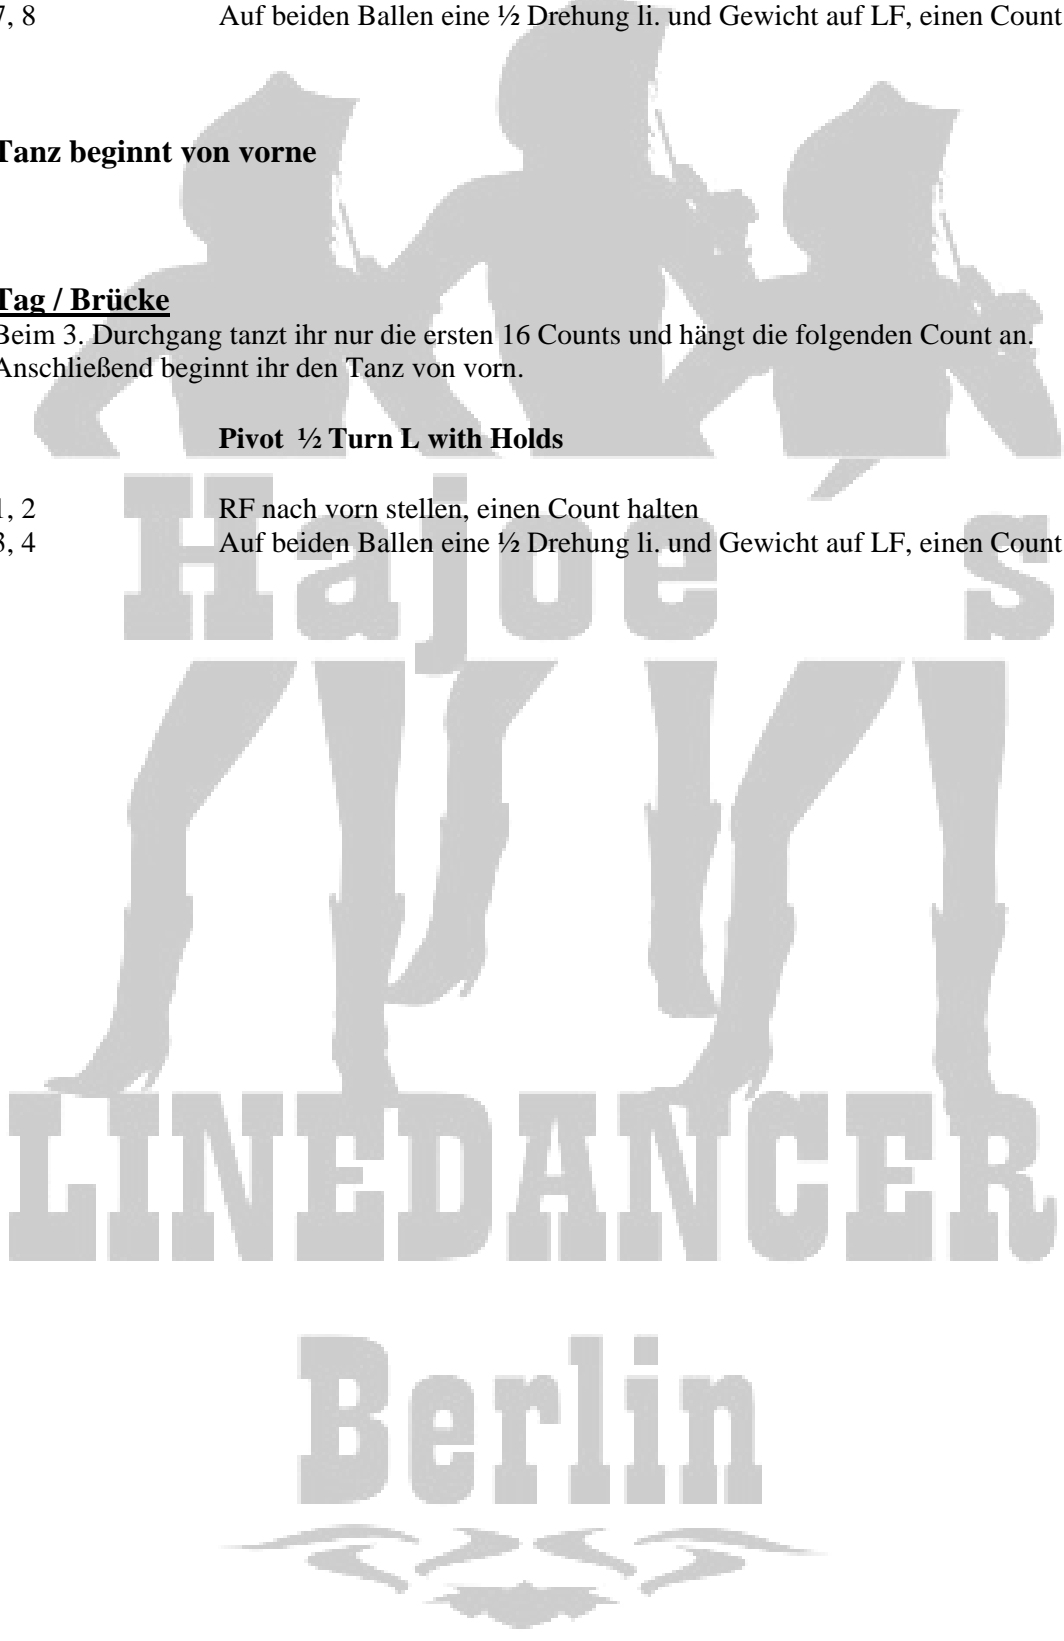 7, 8 Auf beiden Ballen eine ½ Drehung li. und Gewicht auf LF, einen Count
Tanz beginnt von vorne
Tag / Brücke
Beim 3. Durchgang tanzt ihr nur die ersten 16 Counts und hängt die folgenden Count an.
Anschließend beginnt ihr den Tanz von vorn.
Pivot ½ Turn L with Holds
1, 2 RF nach vorn stellen, einen Count halten
3, 4 Auf beiden Ballen eine ½ Drehung li. und Gewicht auf LF, einen Count
Hajoe´s
LINEDANCER
Berlin